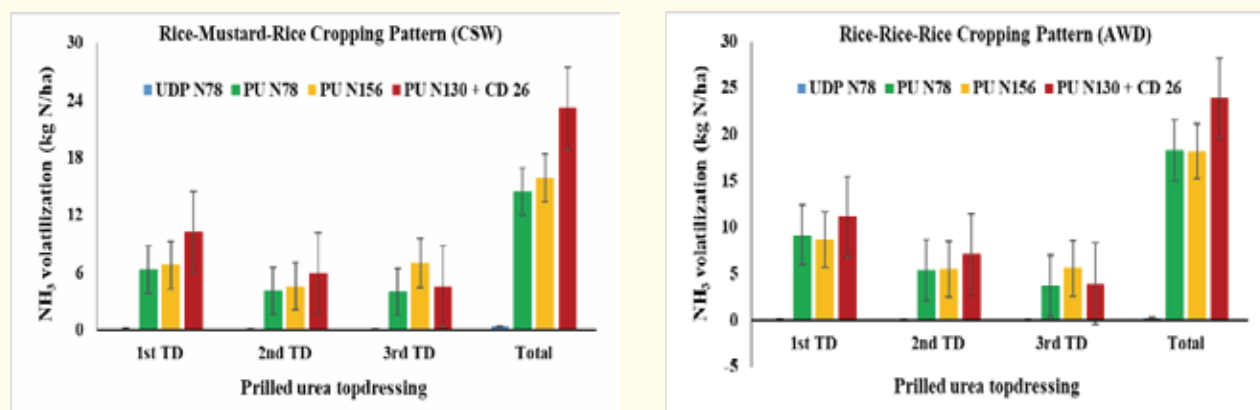 Rice-Mustard-Rice Cropping Pattern (CSW)
UDP N78 PU N78 PU N156 PU N130 + CD 26
NH₃ volatilization (kg N/ha)
30
24
18
12
6
0
1st TD 2nd TD 3rd TD Total
Prilled urea topdressing
Rice-Rice-Rice Cropping Pattern (AWD)
UDP N78 PU N78 PU N156 PU N130 + CD 26
NH₃ volatilization (kg N/ha)
30
25
20
15
10
5
0
-5
1st TD 2nd TD 3rd TD Total
Prilled urea topdressing